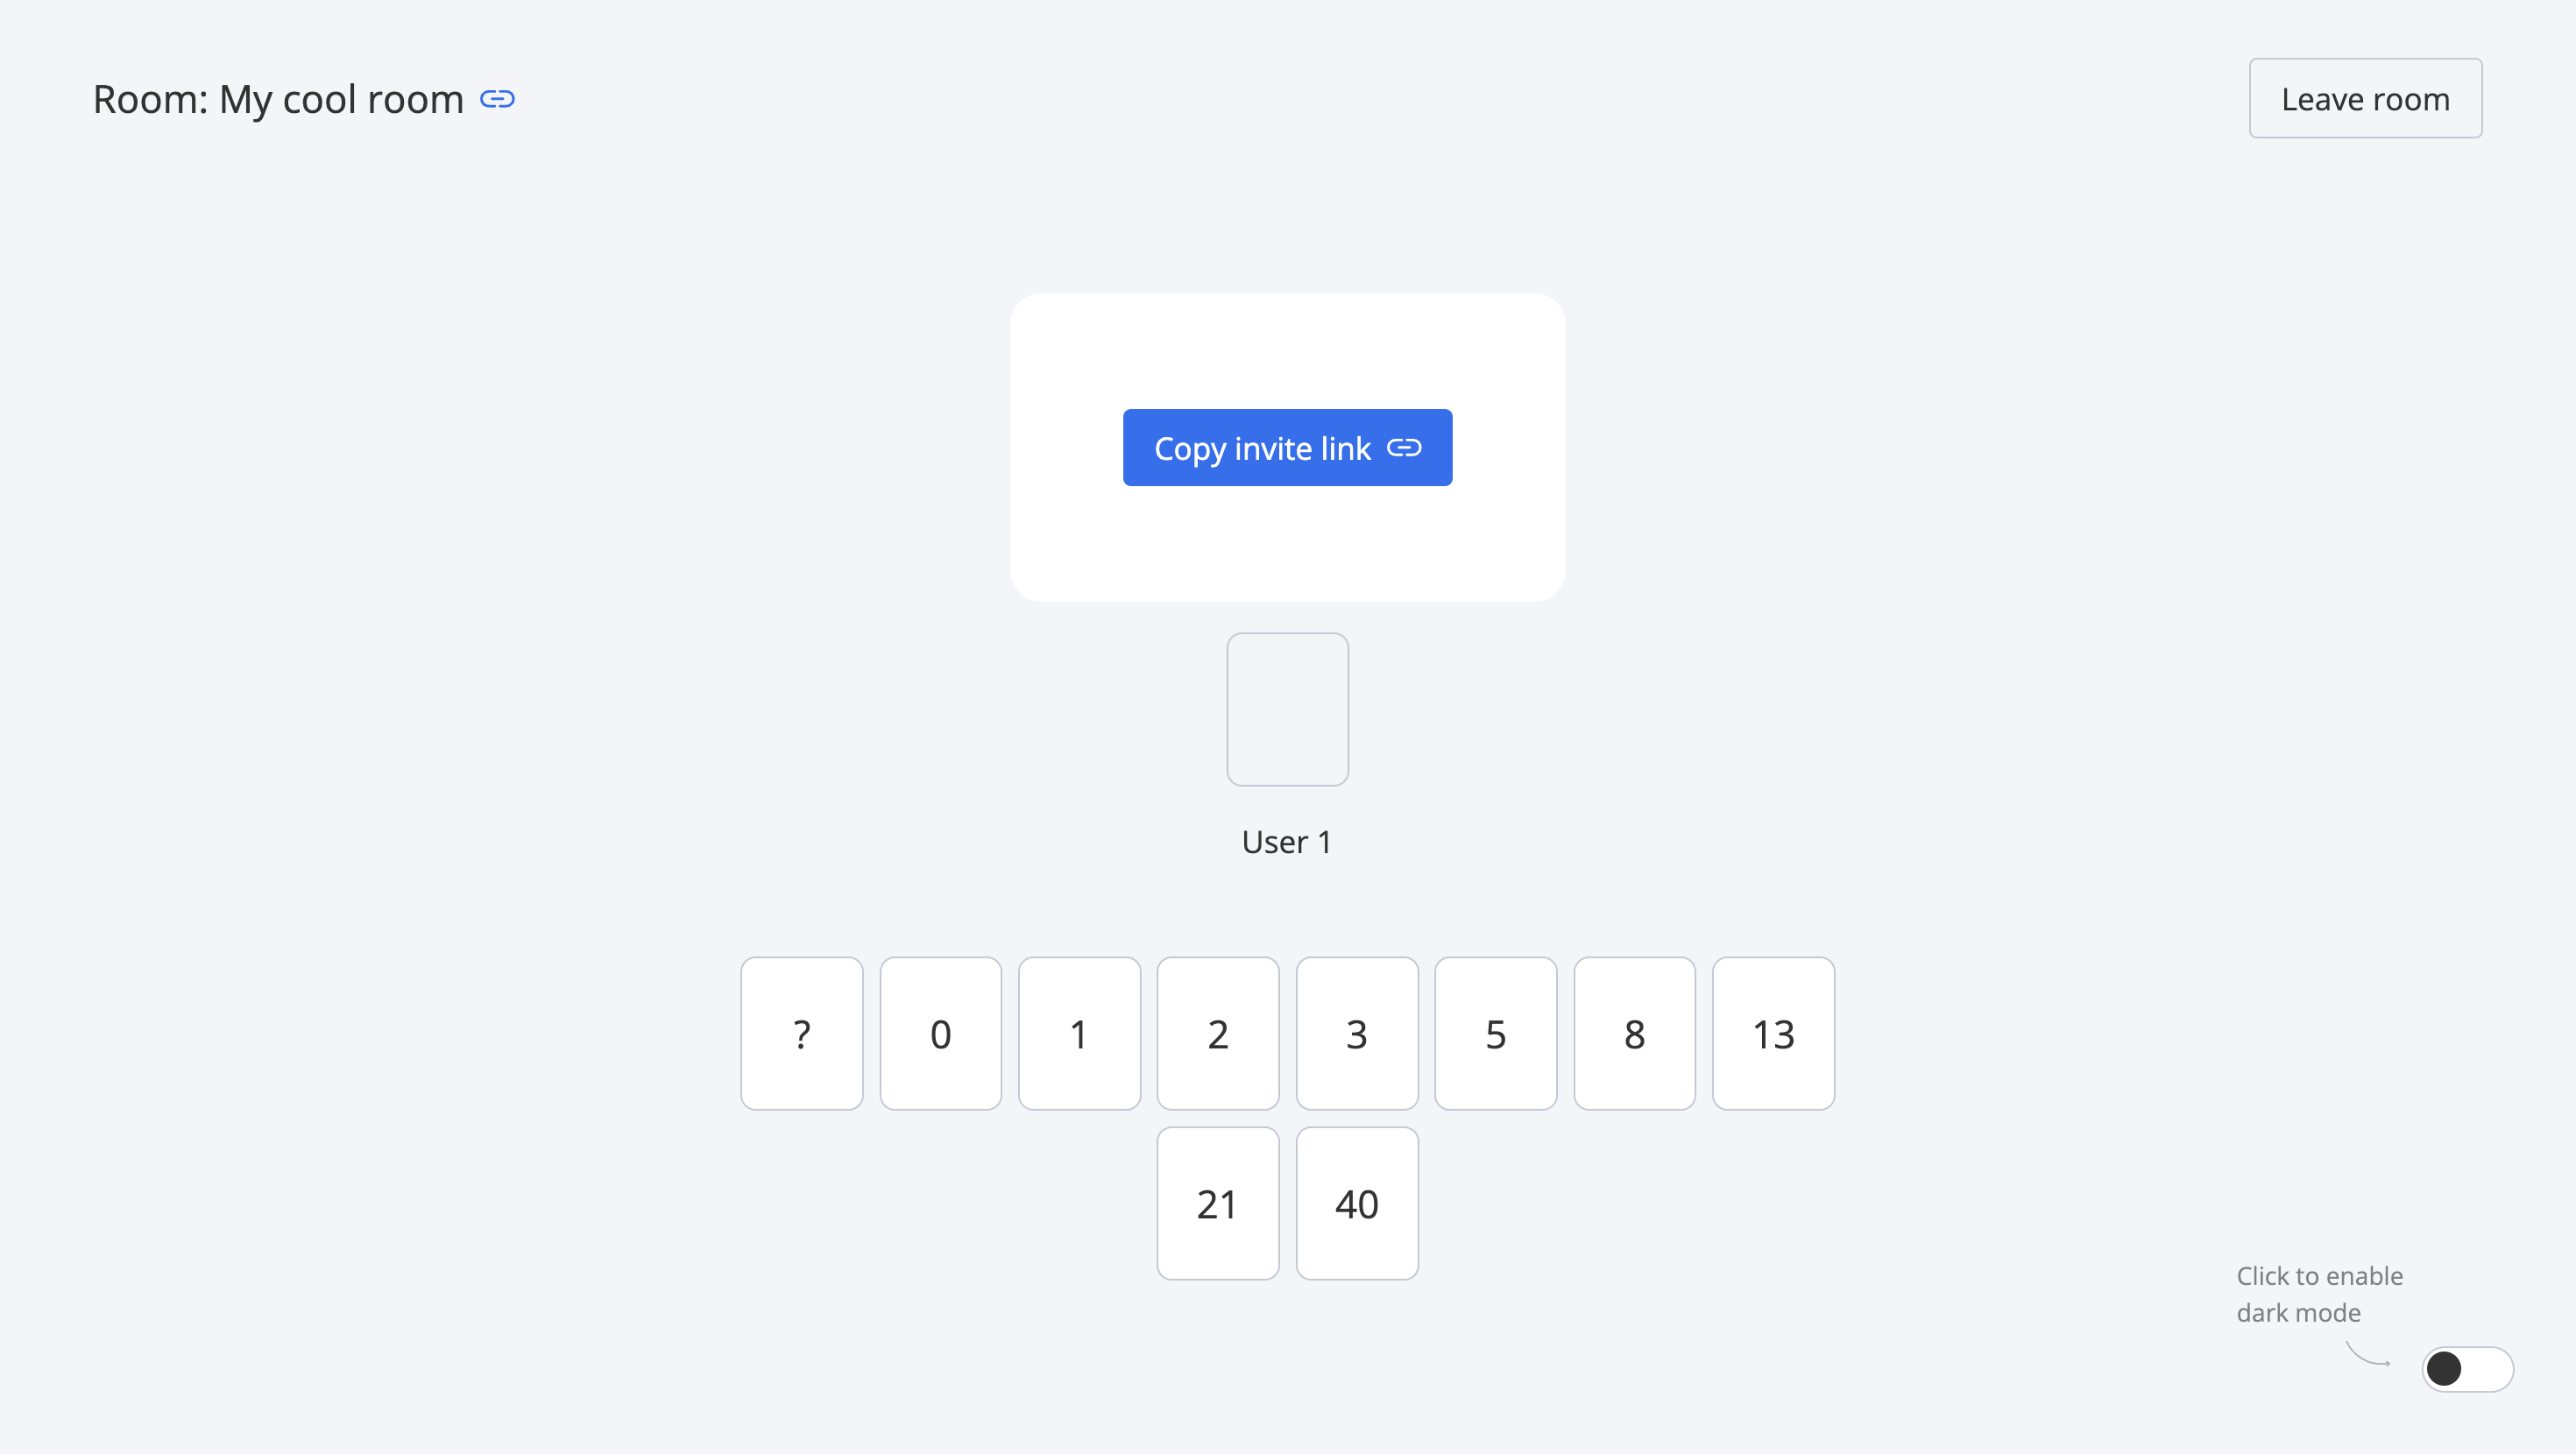 Room: My cool room
Leave room
Copy invite link
User 1
? 0 1 2 3 5 8 13
21 40
Click to enable
dark mode